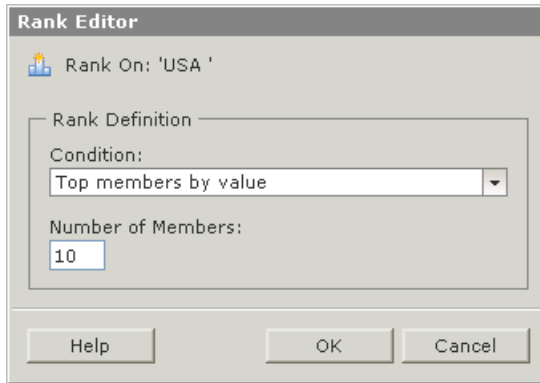 Rank Editor
Rank On: 'USA '
Rank Definition
Condition:
Top members by value
Number of Members:
10
Help
OK
Cancel